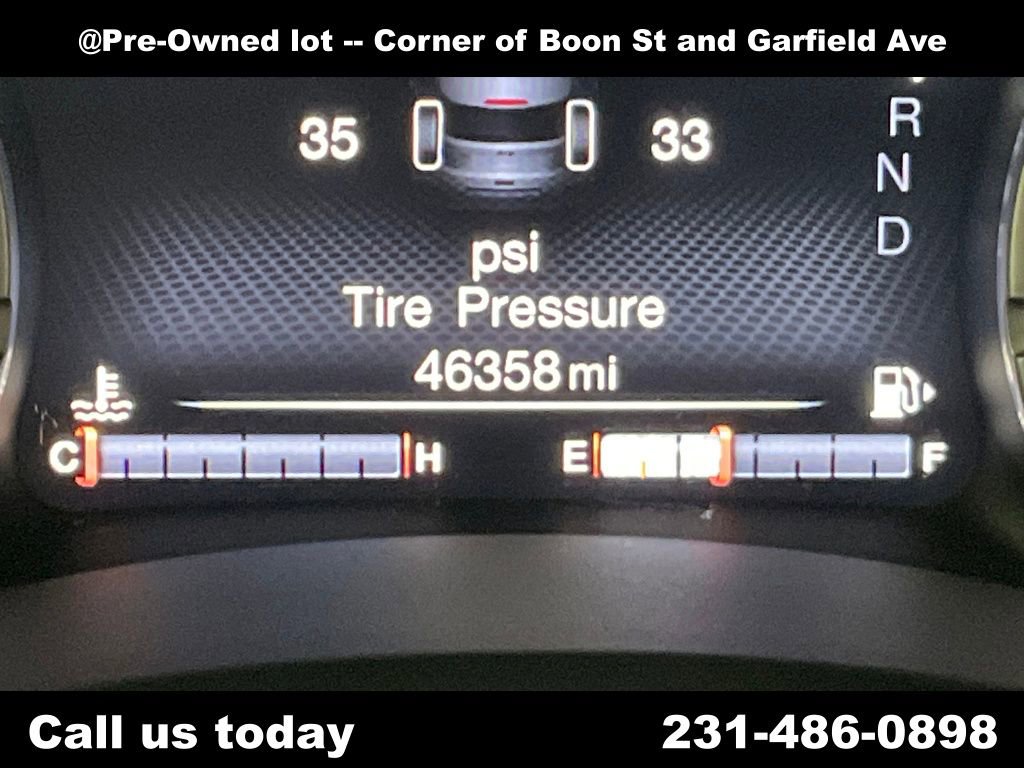 @Pre-Owned lot -- Corner of Boon St and Garfield Ave
35 33 R
N
D
psi
Tire Pressure
46358 mi
C H E F
Call us today 231-486-0898